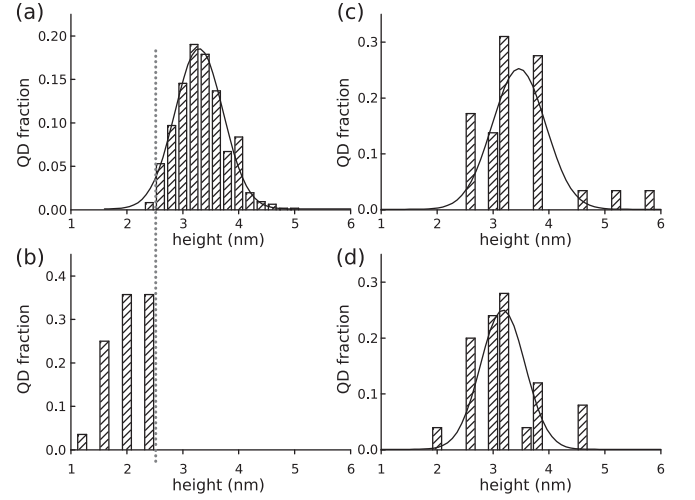 (a)
QD fraction
0.20
0.15
0.10
0.05
0.00
1 2 3 4 5 6
height (nm)
(c)
QD fraction
0.3
0.2
0.1
0.0
1 2 3 4 5 6
height (nm)
(b)
QD fraction
0.4
0.3
0.2
0.1
0.0
1 2 3 4 5 6
height (nm)
(d)
QD fraction
0.3
0.2
0.1
0.0
1 2 3 4 5 6
height (nm)